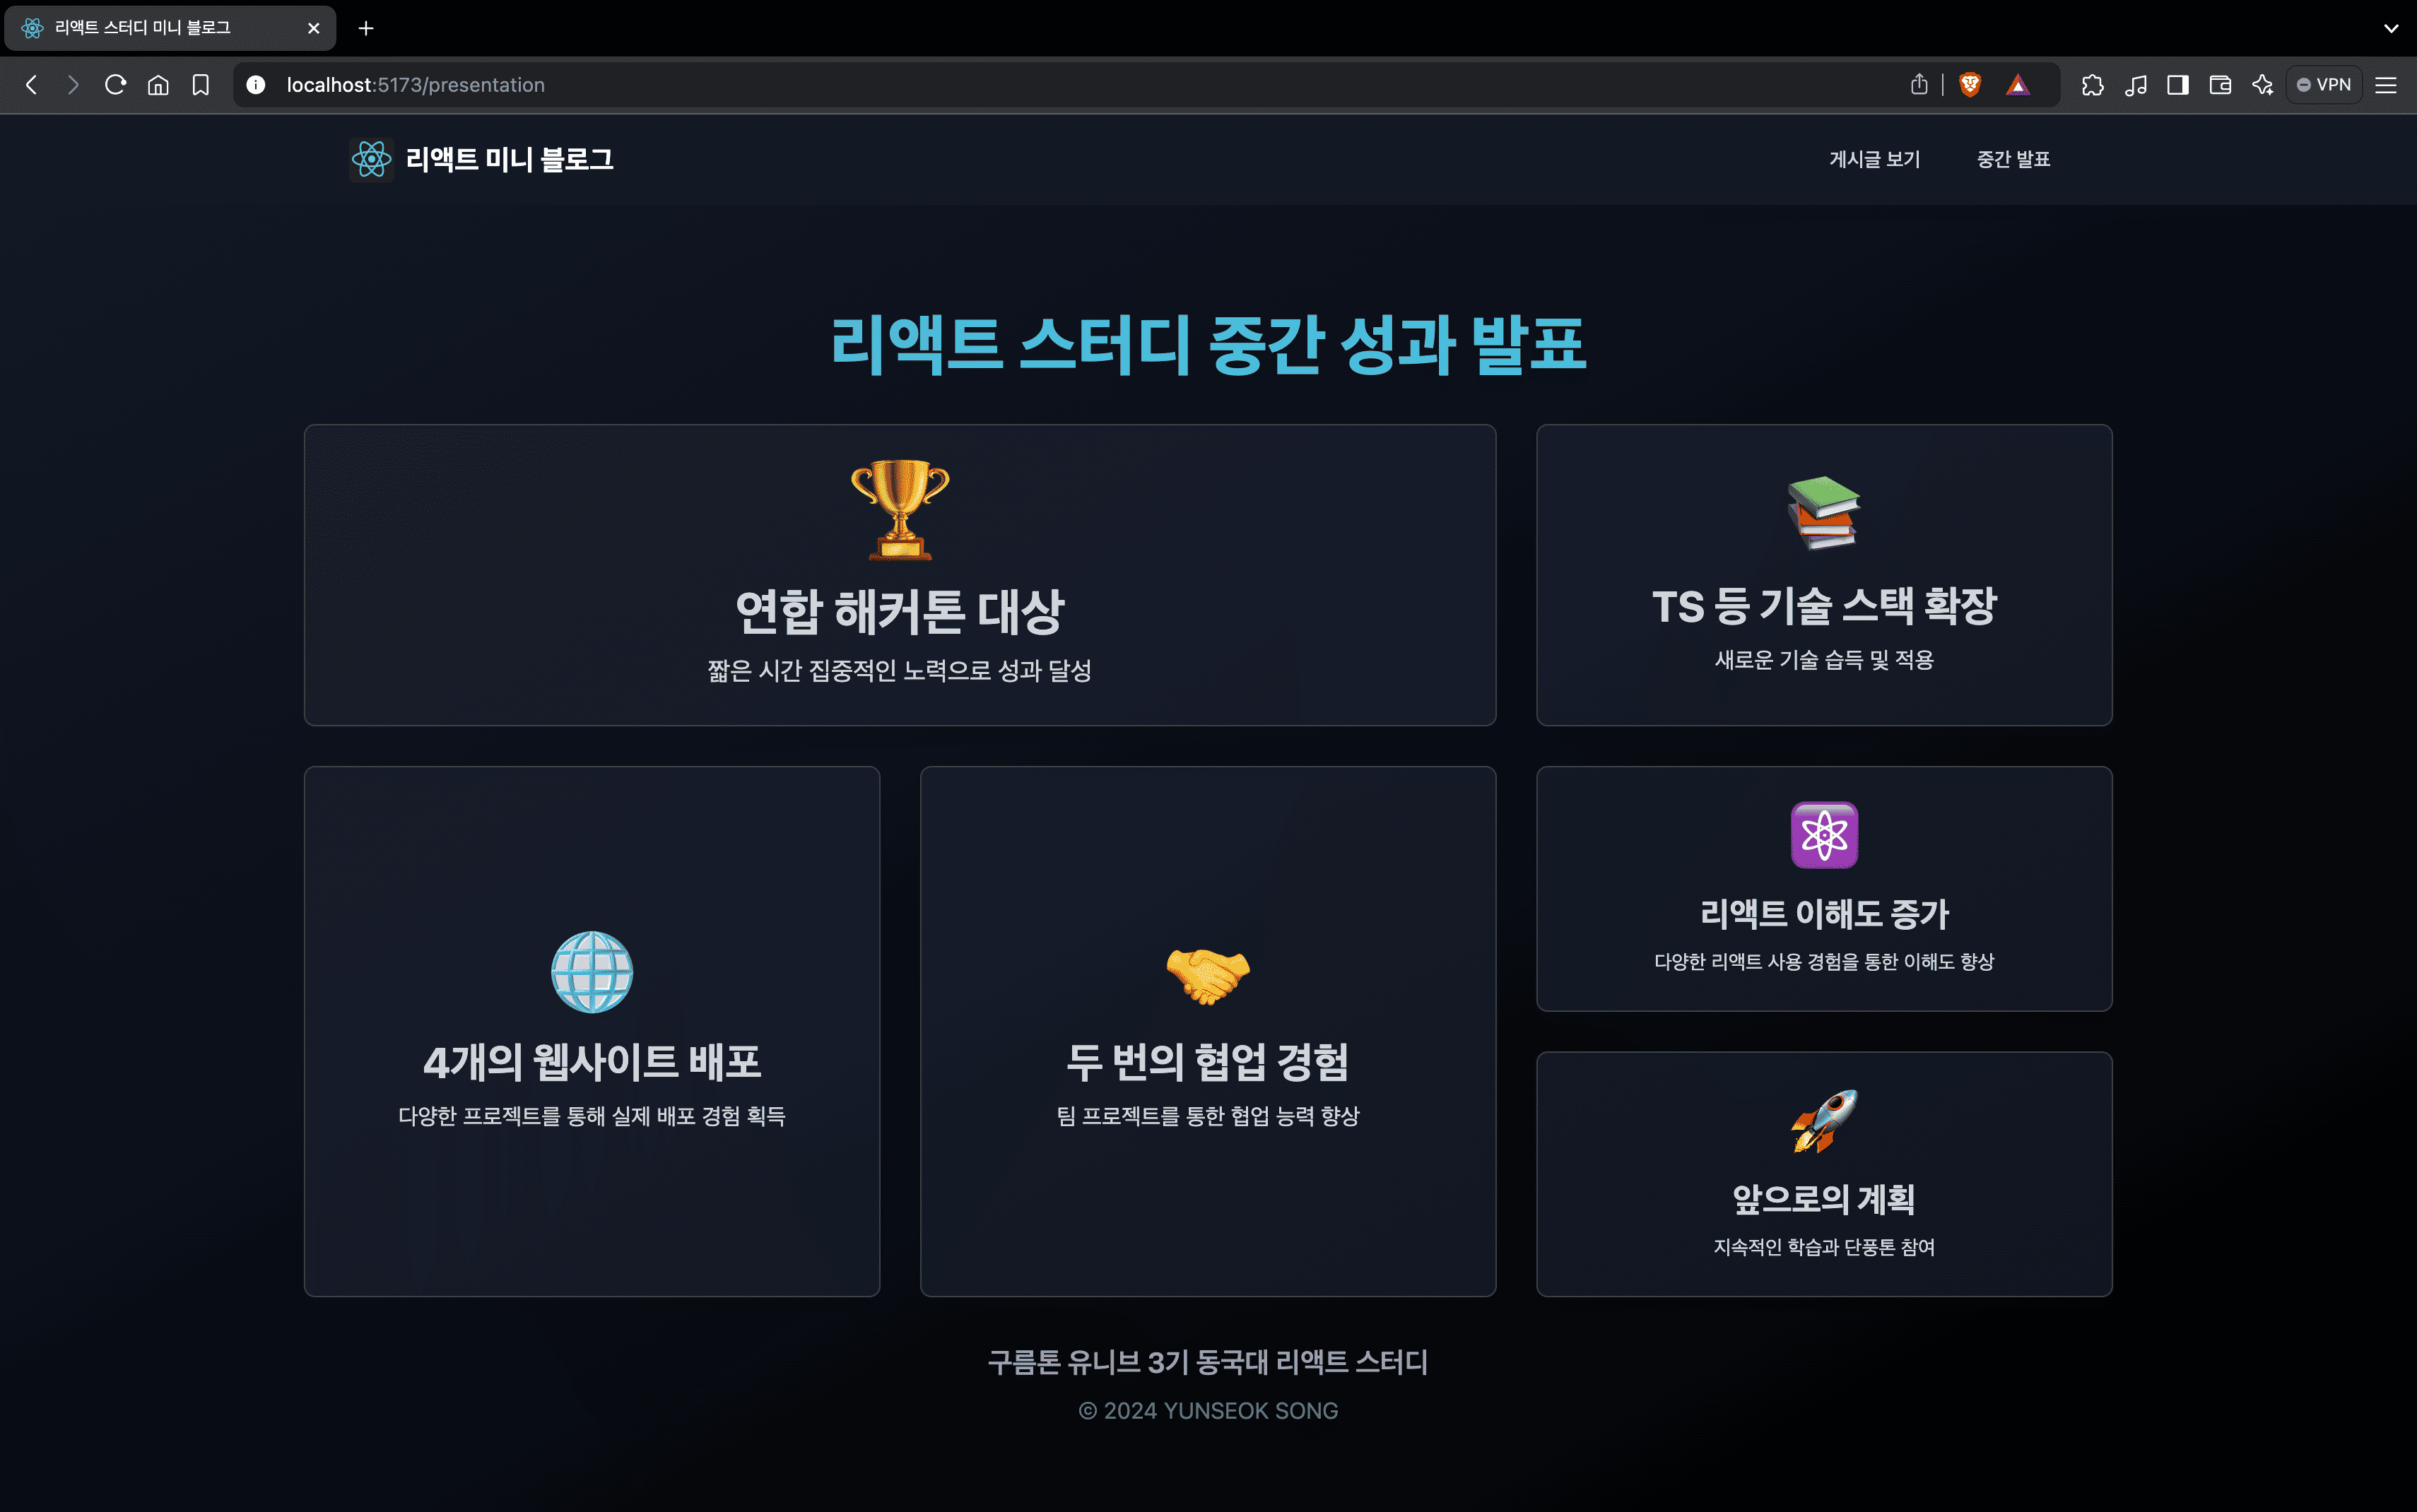 리액트 스터디 미니 블로그
localhost:5173/presentation
VPN
리액트 미니 블로그
게시글 보기
중간 발표
리액트 스터디 중간 성과 발표
연합 해커톤 대상
짧은 시간 집중적인 노력으로 성과 달성
TS 등 기술 스택 확장
새로운 기술 습득 및 적용
4개의 웹사이트 배포
다양한 프로젝트를 통해 실제 배포 경험 획득
두 번의 협업 경험
팀 프로젝트를 통한 협업 능력 향상
리액트 이해도 증가
다양한 리액트 사용 경험을 통한 이해도 향상
앞으로의 계획
지속적인 학습과 단풍톤 참여
구름톤 유니브 3기 동국대 리액트 스터디
© 2024 YUNSEOK SONG